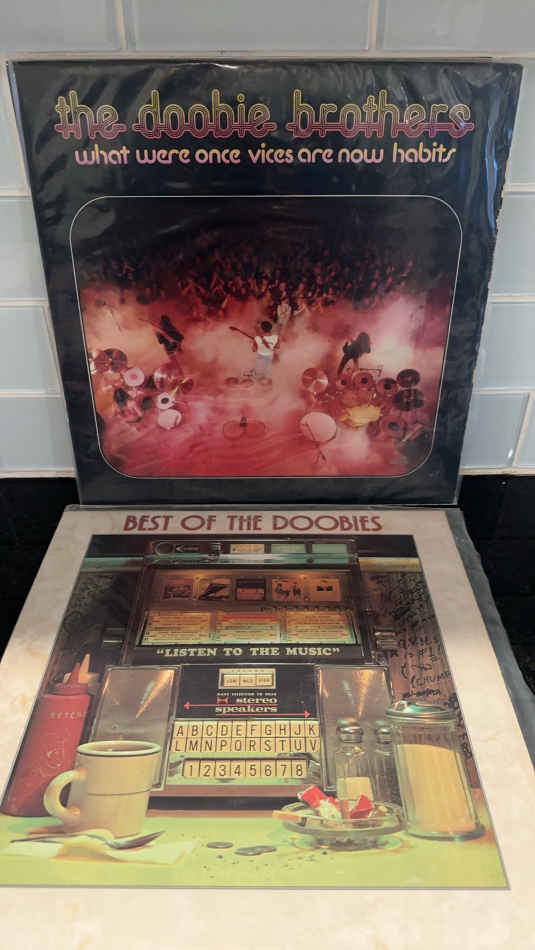 the doobie brothers
what were once vices are now habits
BEST OF THE DOOBIES
"LISTEN TO THE MUSIC"
stereo
speakers
ABCDEFGHJK
LMNPQRSTUV
12345678
KETCHUP